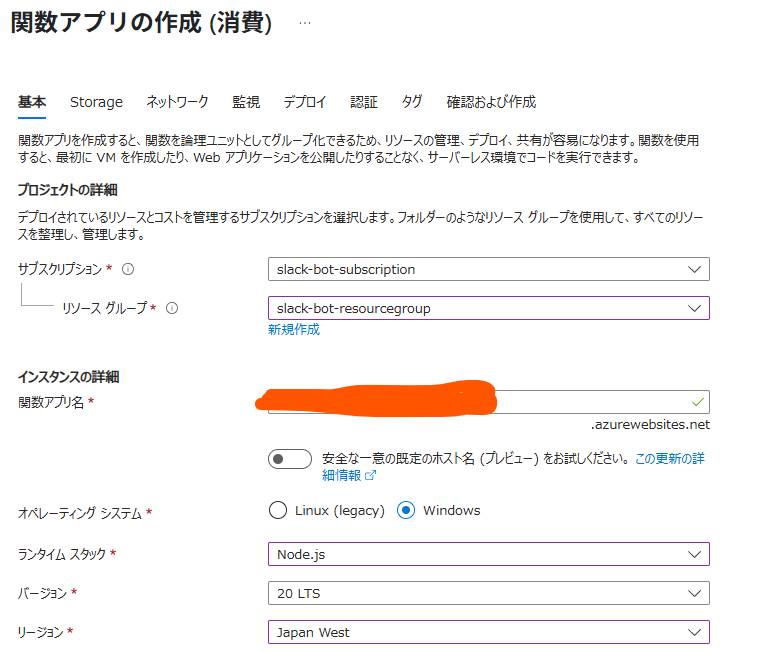 関数アプリの作成 (消費) …
基本 Storage ネットワーク 監視 デプロイ 認証 タグ 確認および作成
関数アプリを作成すると、関数を論理ユニットとしてグループ化できるため、リソースの管理、デプロイ、共有が容易になります。関数を使用
すると、最初に VM を作成したり、Web アプリケーションを公開したりすることなく、サーバーレス環境でコードを実行できます。
プロジェクトの詳細
デプロイされているリソースとコストを管理するサブスクリプションを選択します。フォルダーのようなリソース グループを使用して、すべてのリソー
スを整理し、管理します。
サブスクリプション * slack-bot-subscription
リソース グループ * slack-bot-resourcegroup
新規作成
インスタンスの詳細
関数アプリ名 *
.azurewebsites.net
安全な一意の既定のホスト名 (プレビュー) をお試しください。この更新の詳
細情報
オペレーティング システム * Linux (legacy) Windows
ランタイム スタック * Node.js
バージョン * 20 LTS
リージョン * Japan West